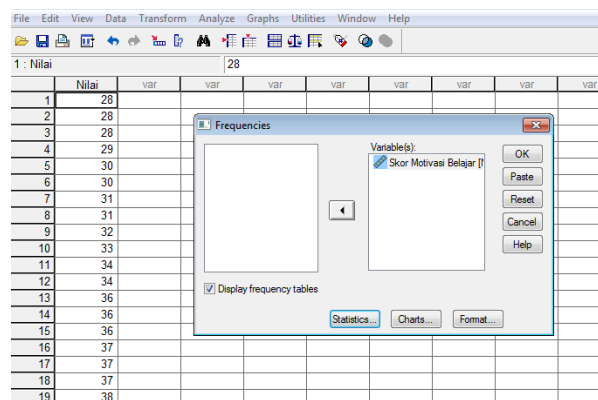 File Edit View Data Transform Analyze Graphs Utilities Window Help
1 : Nilai 28
Nilai var var var var var var var
1 28
2 28
3 28
4 29
5 30
6 30
7 31
8 31
9 32
10 33
11 34
12 34
13 36
14 36
15 36
16 37
17 37
18 37
19 38
Frequencies
Variable(s):
Skor Motivasi Belajar
OK
Paste
Reset
Cancel
Help
Display frequency tables
Statistics... Charts... Format...